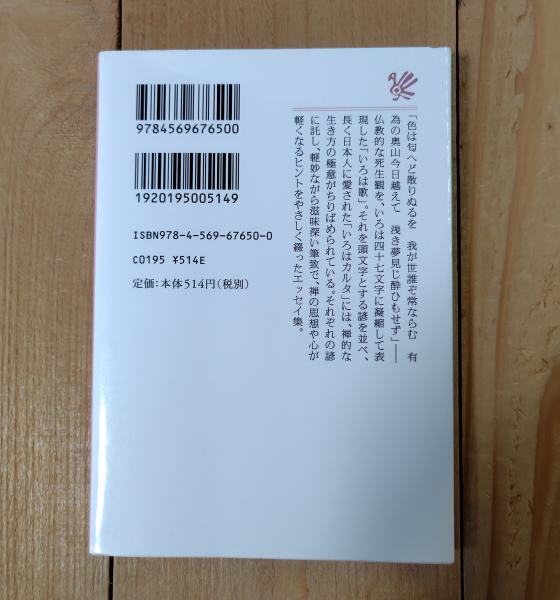 9784569676500
1920195005149
ISBN978-4-569-67650-0
C0195 ¥514E
定価：本体514円（税別）
「色は匂へど散りぬるを　我が世誰ぞ常ならむ　有
為の奥山今日越えて　浅き夢見じ酔ひもせず」――
仏教的な死生観を、いろは四十七文字に凝縮して表
現した「いろは歌」。それを頭文字とする諺を並べ、
長く日本人に愛された「いろはカルタ」には、禅的な
生き方の極意がちりばめられている。それぞれの諺
に託し、軽妙ながら滋味深い筆致で、禅の思想や心が
軽くなるヒントをやさしく綴ったエッセイ集。